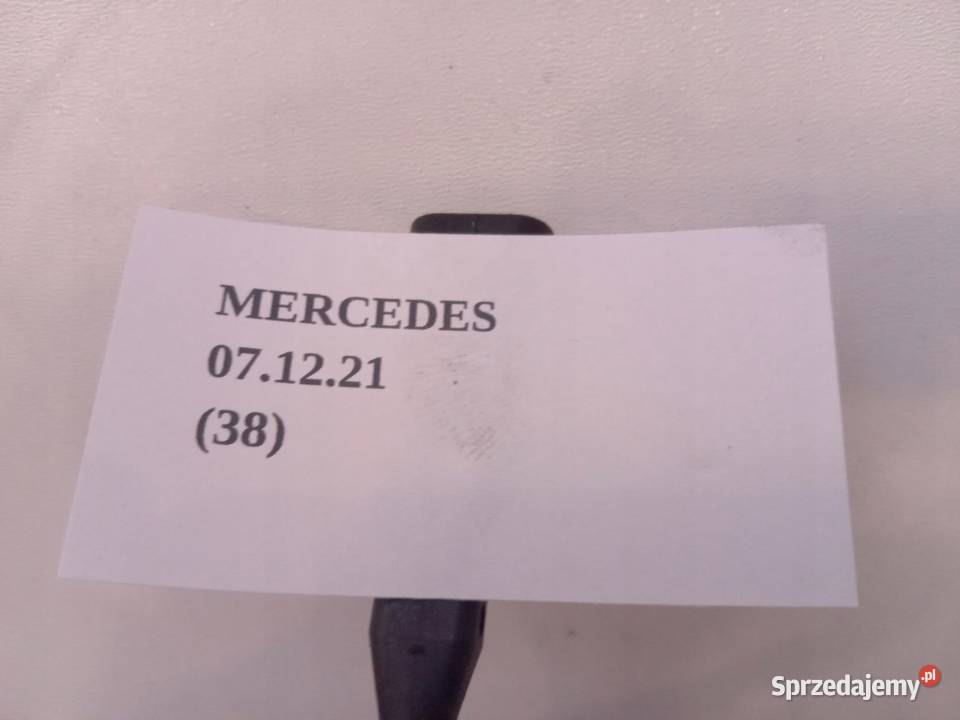 MERCEDES
07.12.21
(38)
Sprzedajemy.pl